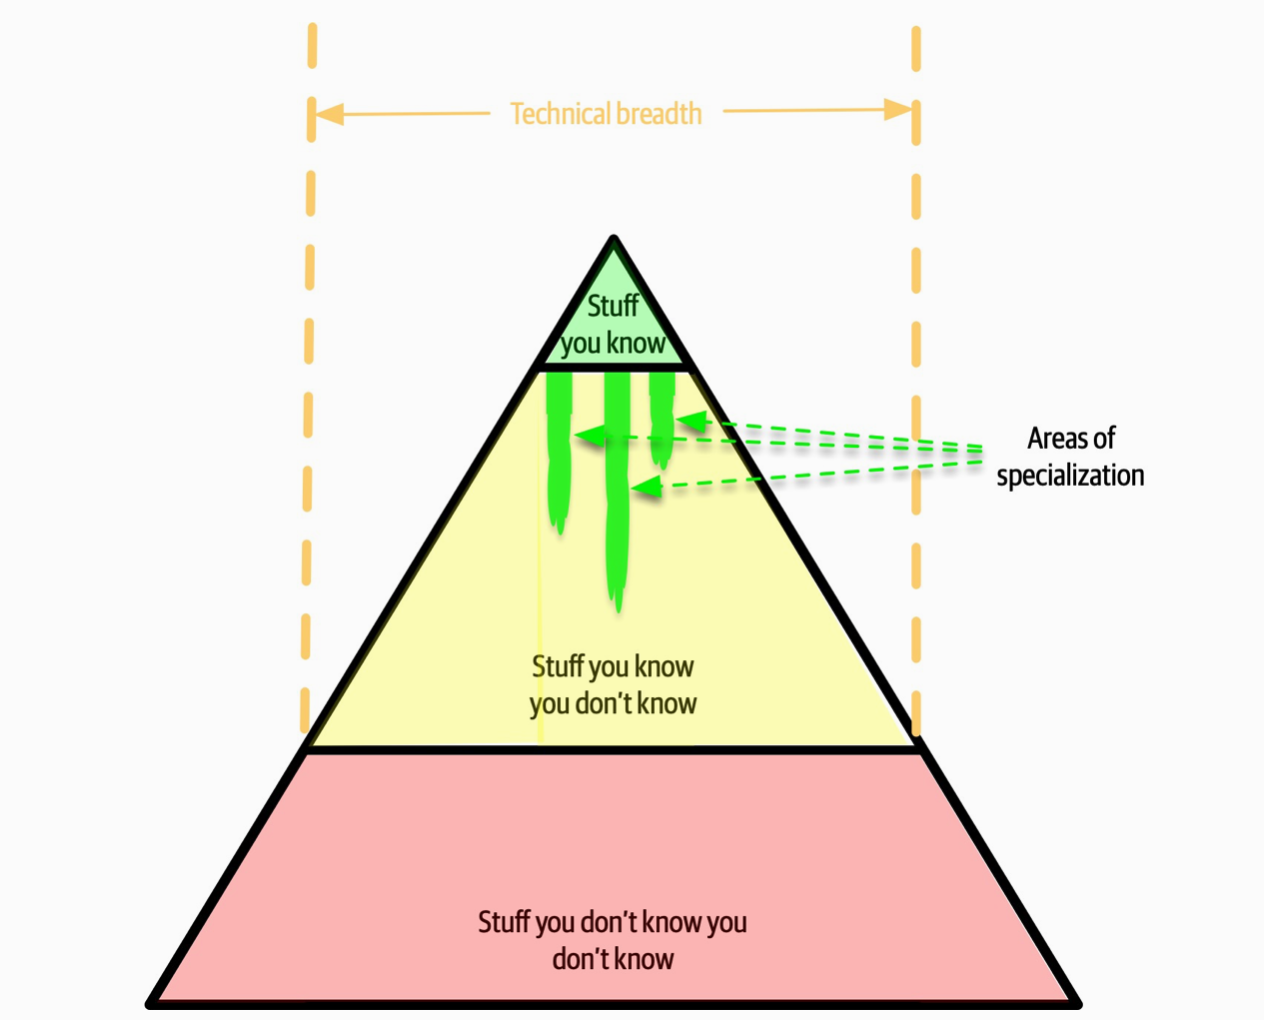 Technical breadth
Stuff
you know
Areas of
specialization
Stuff you know
you don't know
Stuff you don't know you
don't know